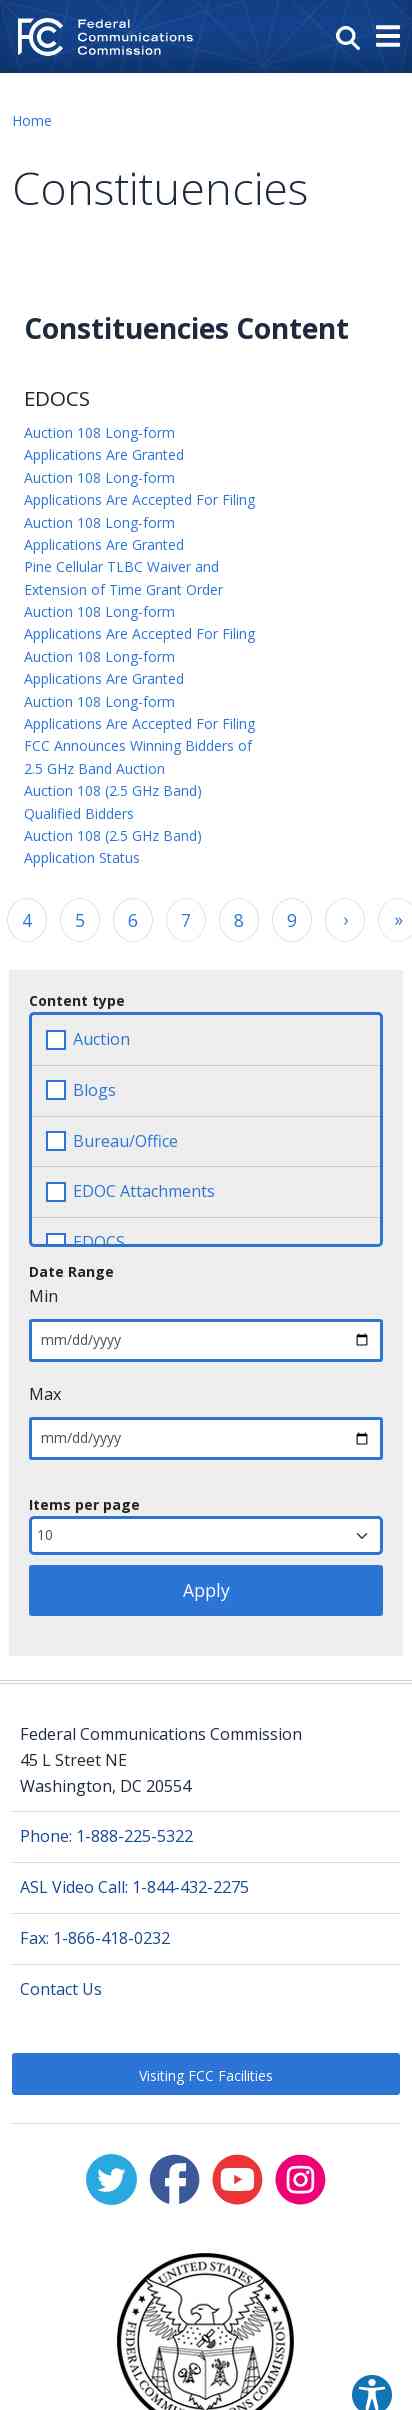 Federal
Communications
Commission
Home
Constituencies
Constituencies Content
EDOCS
Auction 108 Long-form
Applications Are Granted
Auction 108 Long-form
Applications Are Accepted For Filing
Auction 108 Long-form
Applications Are Granted
Pine Cellular TLBC Waiver and
Extension of Time Grant Order
Auction 108 Long-form
Applications Are Accepted For Filing
Auction 108 Long-form
Applications Are Granted
Auction 108 Long-form
Applications Are Accepted For Filing
FCC Announces Winning Bidders of
2.5 GHz Band Auction
Auction 108 (2.5 GHz Band)
Qualified Bidders
Auction 108 (2.5 GHz Band)
Application Status
4 5 6 7 8 9 › »
Content type
Auction
Blogs
Bureau/Office
EDOC Attachments
EDOCS
Date Range
Min
mm/dd/yyyy
Max
mm/dd/yyyy
Items per page
10
Apply
Federal Communications Commission
45 L Street NE
Washington, DC 20554
Phone: 1-888-225-5322
ASL Video Call: 1-844-432-2275
Fax: 1-866-418-0232
Contact Us
Visiting FCC Facilities
UNITED STATES